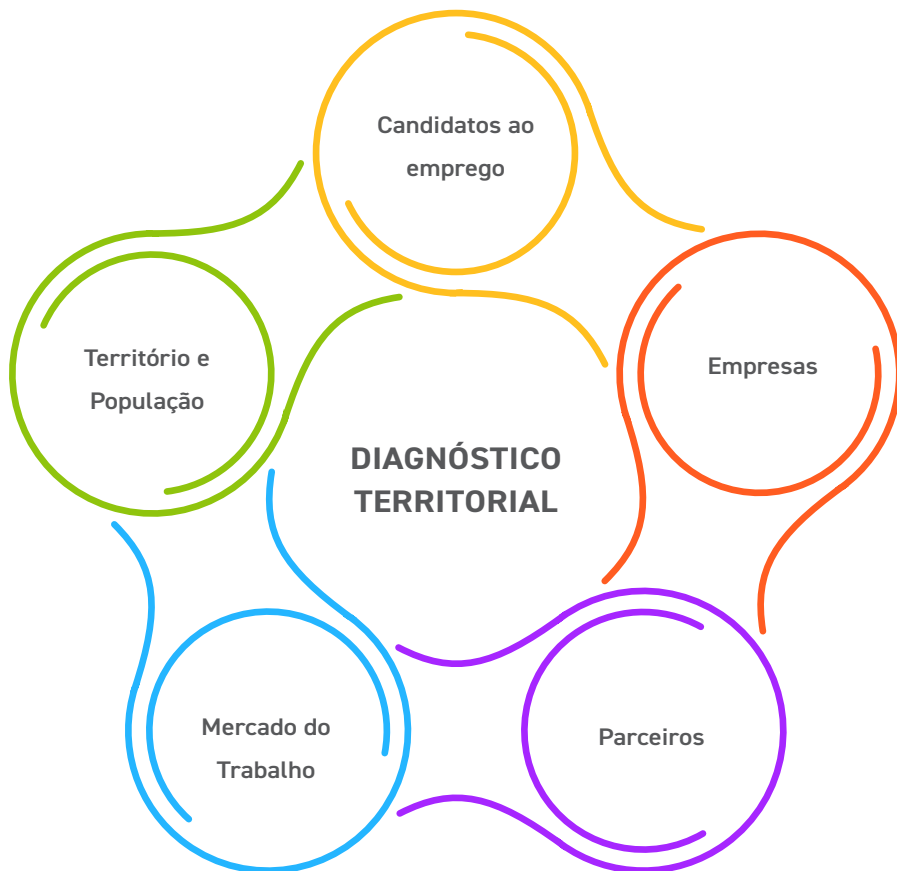 Candidatos ao
emprego
Território e
População
Empresas
DIAGNÓSTICO
TERRITORIAL
Mercado do
Trabalho
Parceiros